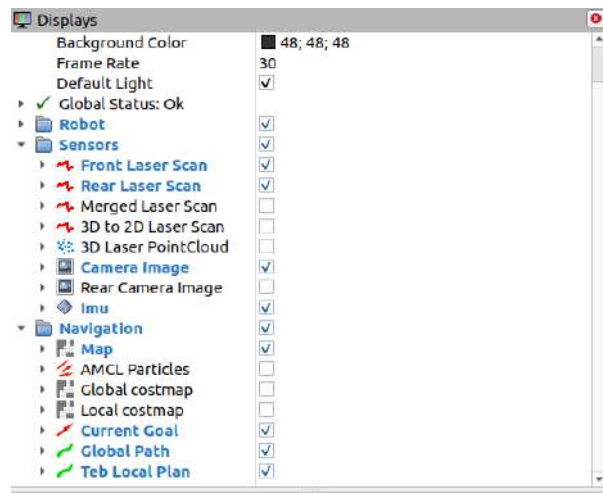 Displays
Background Color 48; 48; 48
Frame Rate 30
Default Light
Global Status: Ok
Robot
Sensors
Front Laser Scan
Rear Laser Scan
Merged Laser Scan
3D to 2D Laser Scan
3D Laser PointCloud
Camera Image
Rear Camera Image
Imu
Navigation
Map
AMCL Particles
Global costmap
Local costmap
Current Goal
Global Path
Teb Local Plan